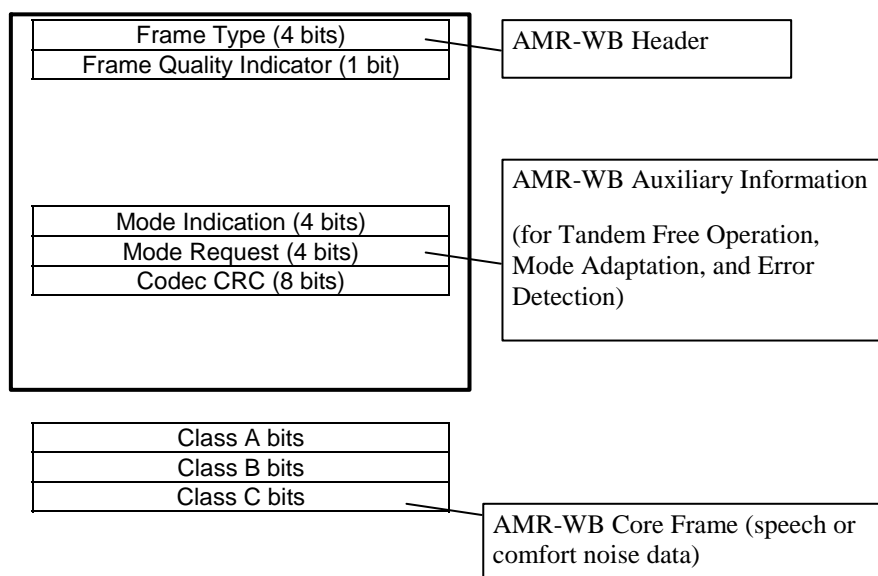 Frame Type (4 bits)
Frame Quality Indicator (1 bit)
AMR-WB Header
Mode Indication (4 bits)
Mode Request (4 bits)
Codec CRC (8 bits)
AMR-WB Auxiliary Information
(for Tandem Free Operation,
Mode Adaptation, and Error
Detection)
Class A bits
Class B bits
Class C bits
AMR-WB Core Frame (speech or
comfort noise data)